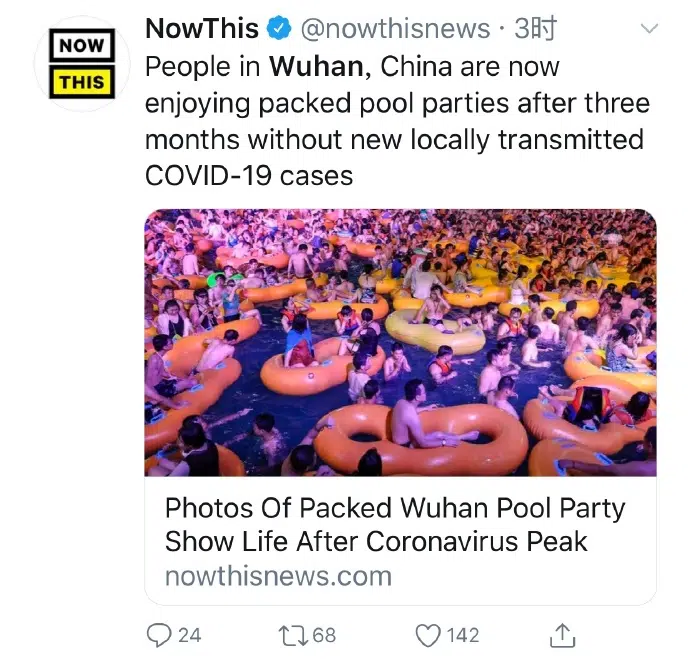 NOW
THIS
NowThis @nowthisnews · 3时
People in Wuhan, China are now
enjoying packed pool parties after three
months without new locally transmitted
COVID-19 cases
Photos Of Packed Wuhan Pool Party
Show Life After Coronavirus Peak
nowthisnews.com
24 68 142